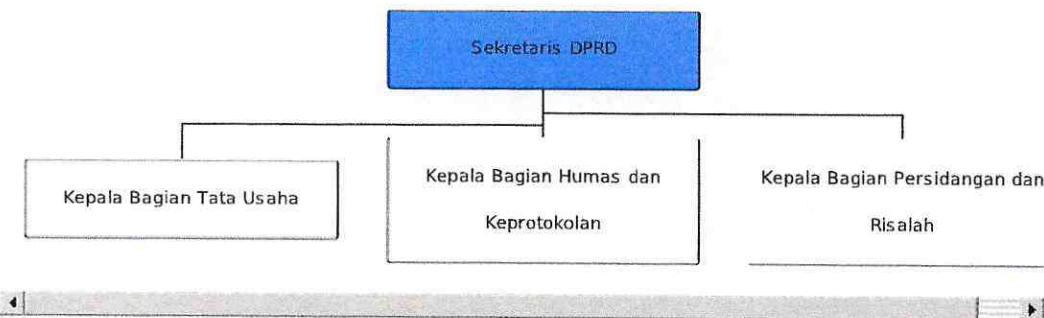 Sekretaris DPRD
Kepala Bagian Tata Usaha
Kepala Bagian Humas dan
Keprotokolan
Kepala Bagian Persidangan dan
Risalah